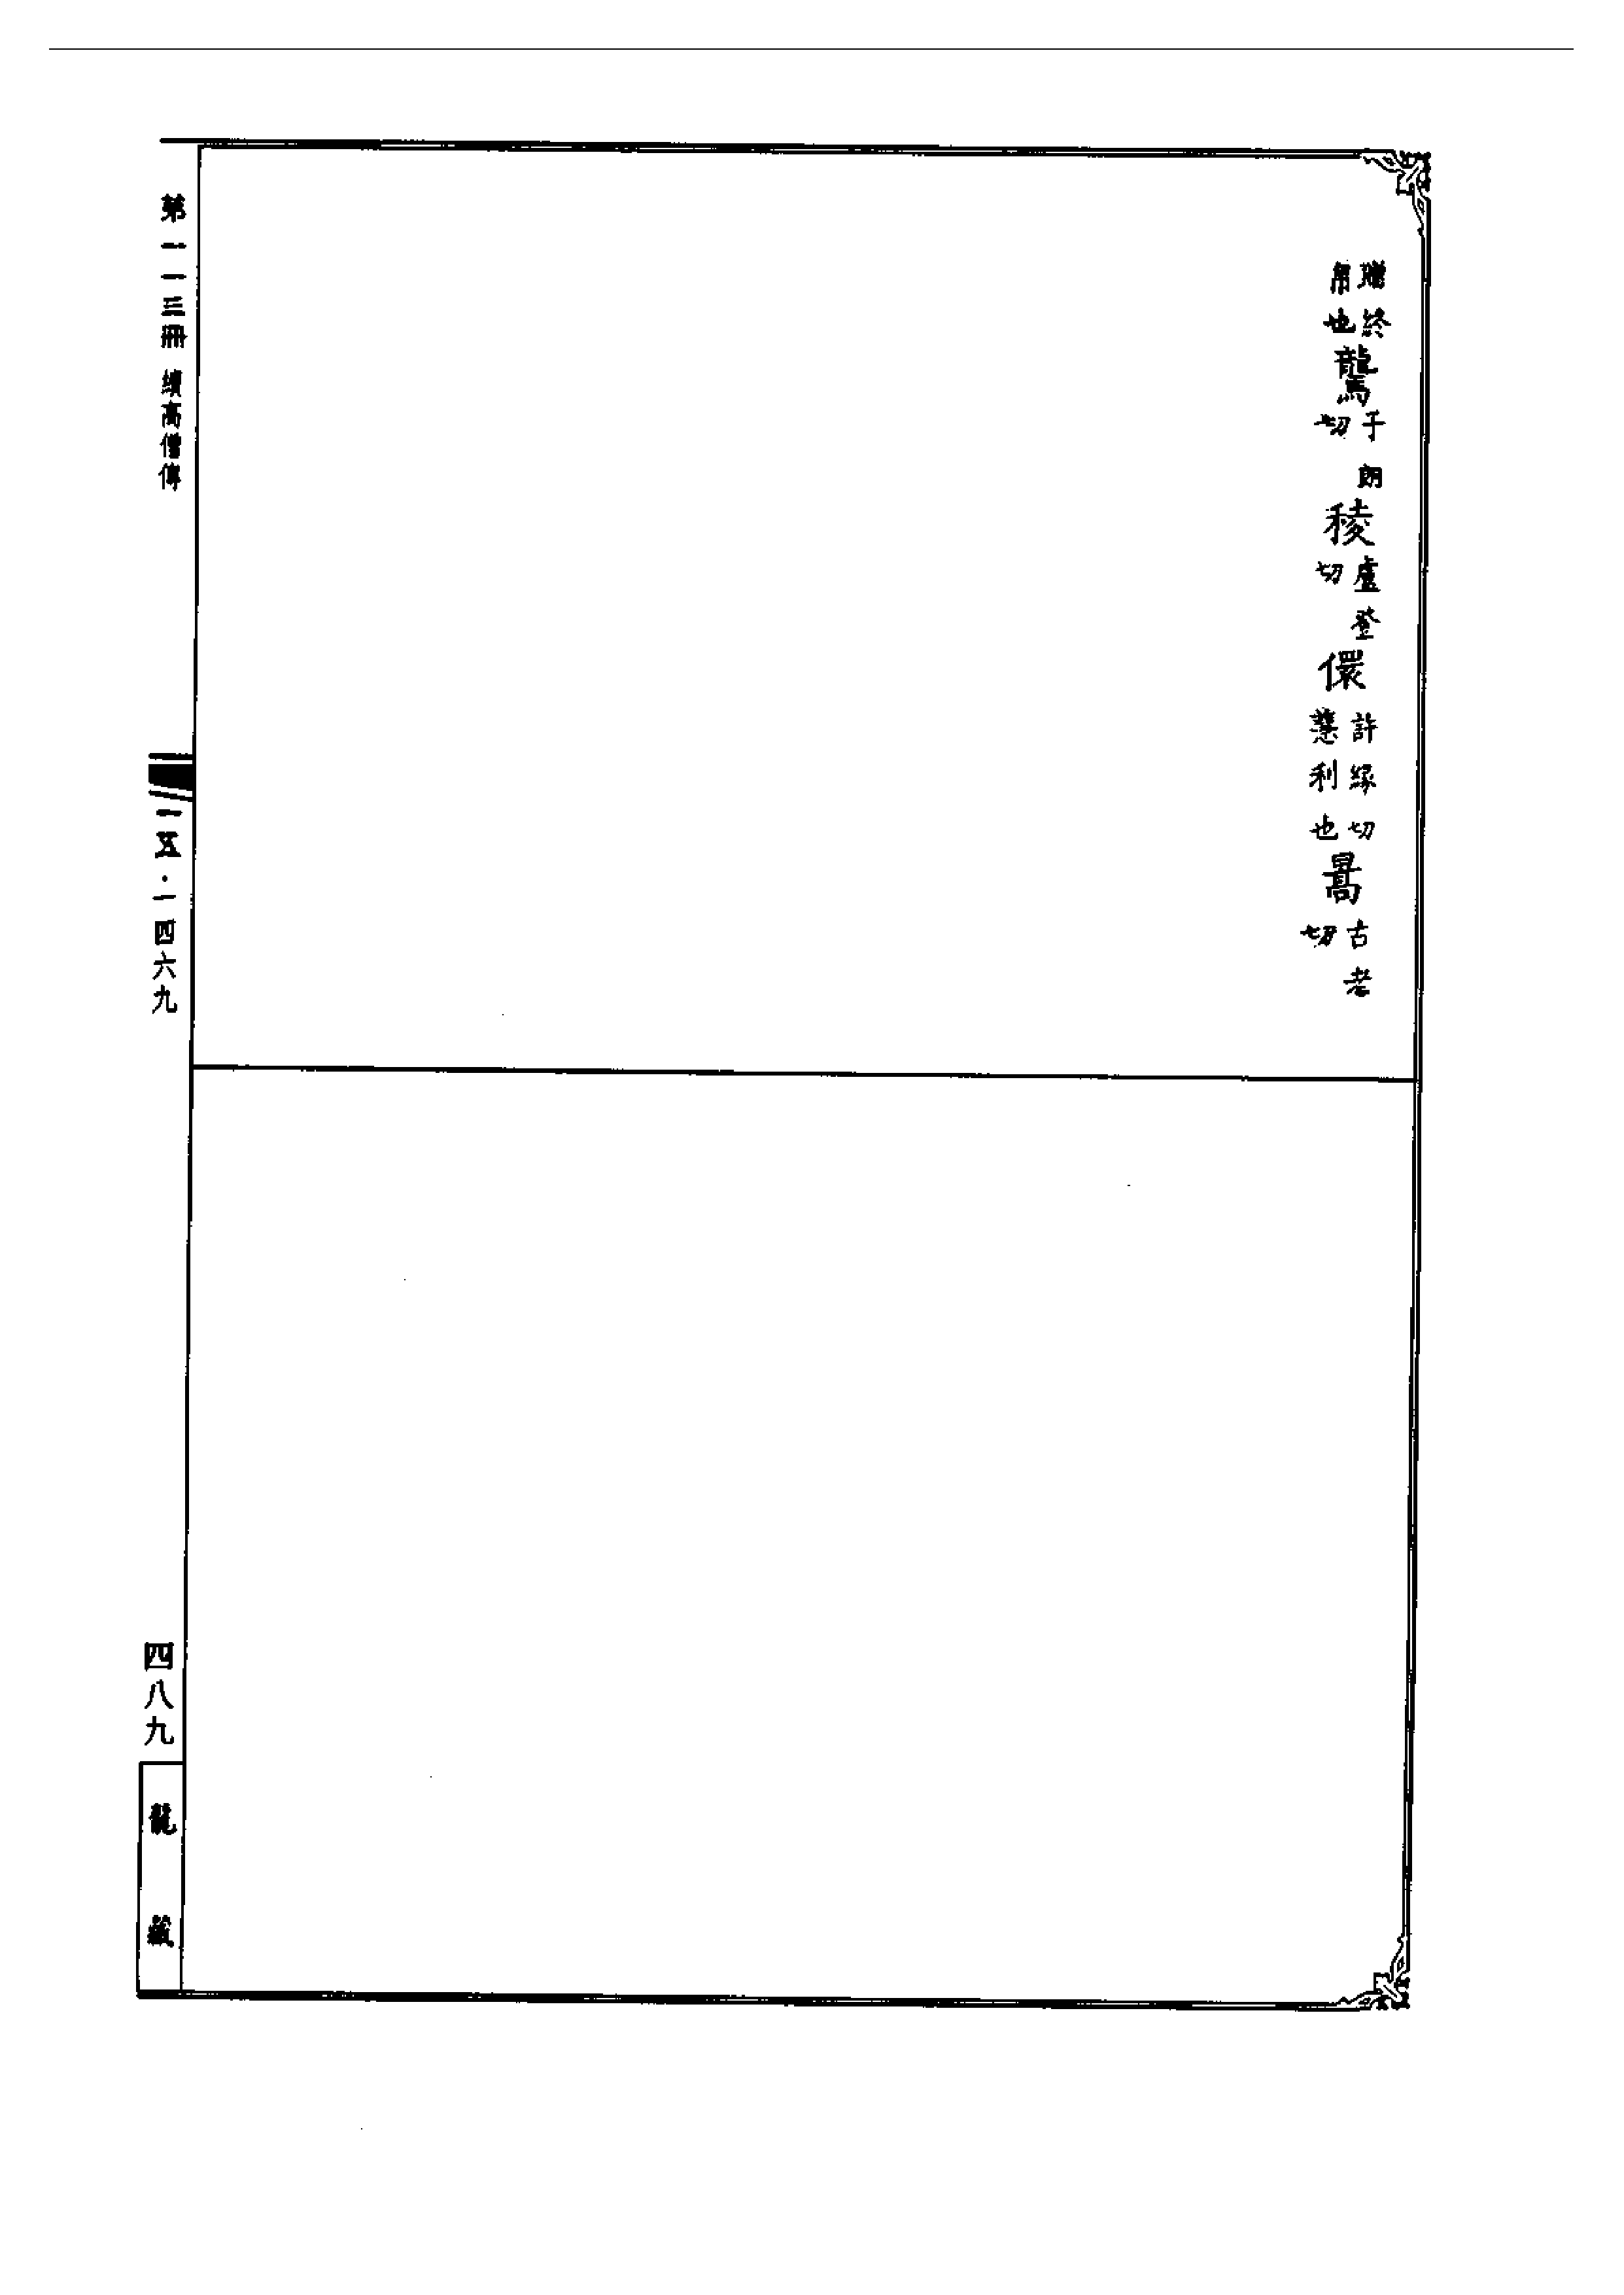 贈終帛也驡于朗切稜盧登切儇許緣切慧利也暠古老切
第一一三冊 續高僧傳
一五·一四六九
四八九
龍藏